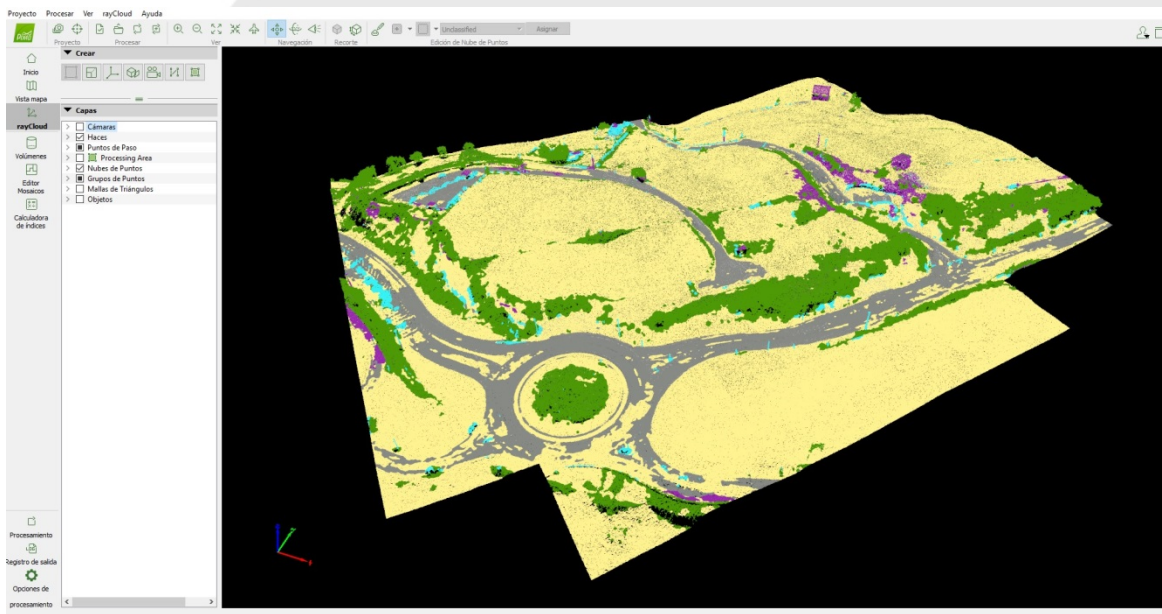 Proyecto Procesar Ver rayCloud Ayuda
Proyecto Procesar Ver Navegación Recorte Edición de Nube de Puntos
Unclassified Asignar
Inicio
Vista mapa
rayCloud
Volúmenes
Editor
Mosaicos
Calculadora
de índices
Procesamiento
Registro de salida
Opciones de
procesamiento
Crear
Capas
Cámaras
Haces
Puntos de Paso
Processing Area
Nubes de Puntos
Grupos de Puntos
Mallas de Triángulos
Objetos